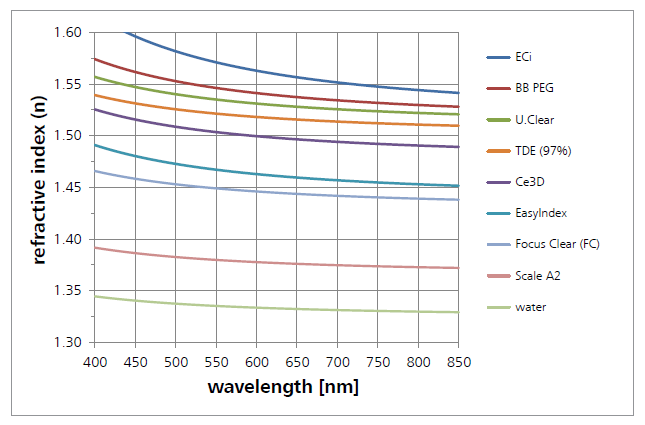 1.60
1.55
1.50
1.45
1.40
1.35
1.30
refractive index (n)
400 450 500 550 600 650 700 750 800 850
wavelength [nm]
ECi
BB PEG
U.Clear
TDE (97%)
Ce3D
EasyIndex
Focus Clear (FC)
Scale A2
water